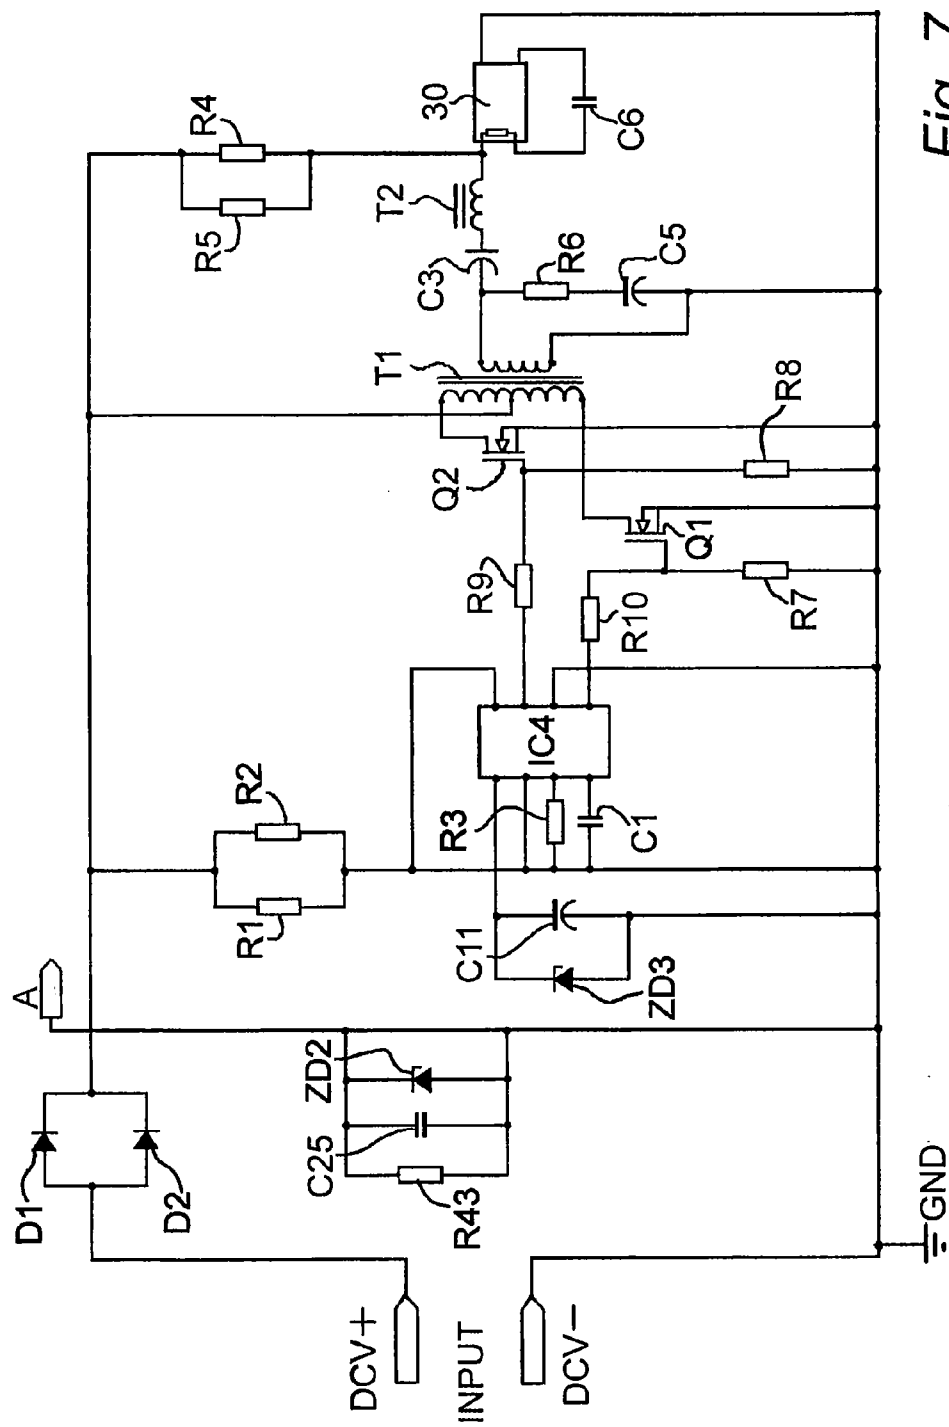 D1
D2
A
R1
R2
R5
R4
DCV+
INPUT
DCV−
R43
C25
ZD2
C11
ZD3
R3
C1
IC4
R9
R10
Q2
Q1
R7
R8
T1
C3
T2
R6
C5
30
C6
GND
Fig. 7